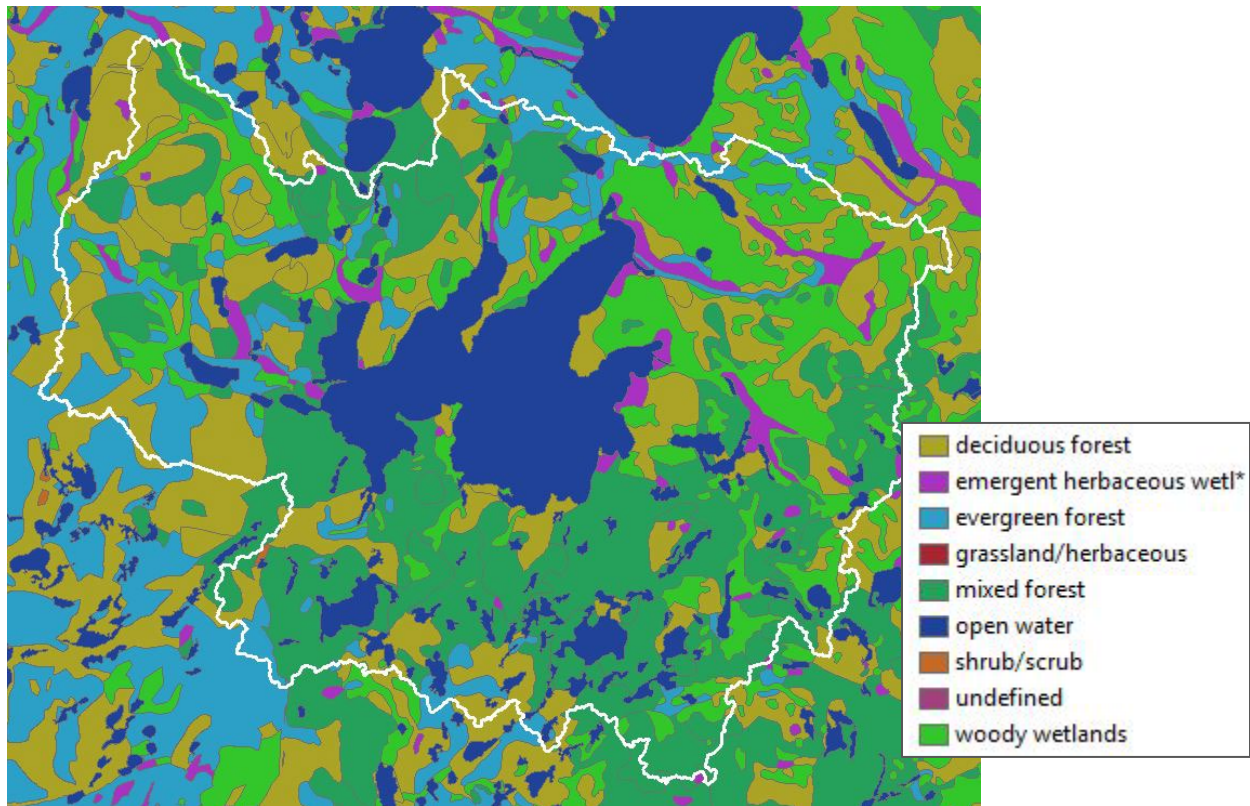 deciduous forest
emergent herbaceous wetl*
evergreen forest
grassland/herbaceous
mixed forest
open water
shrub/scrub
undefined
woody wetlands